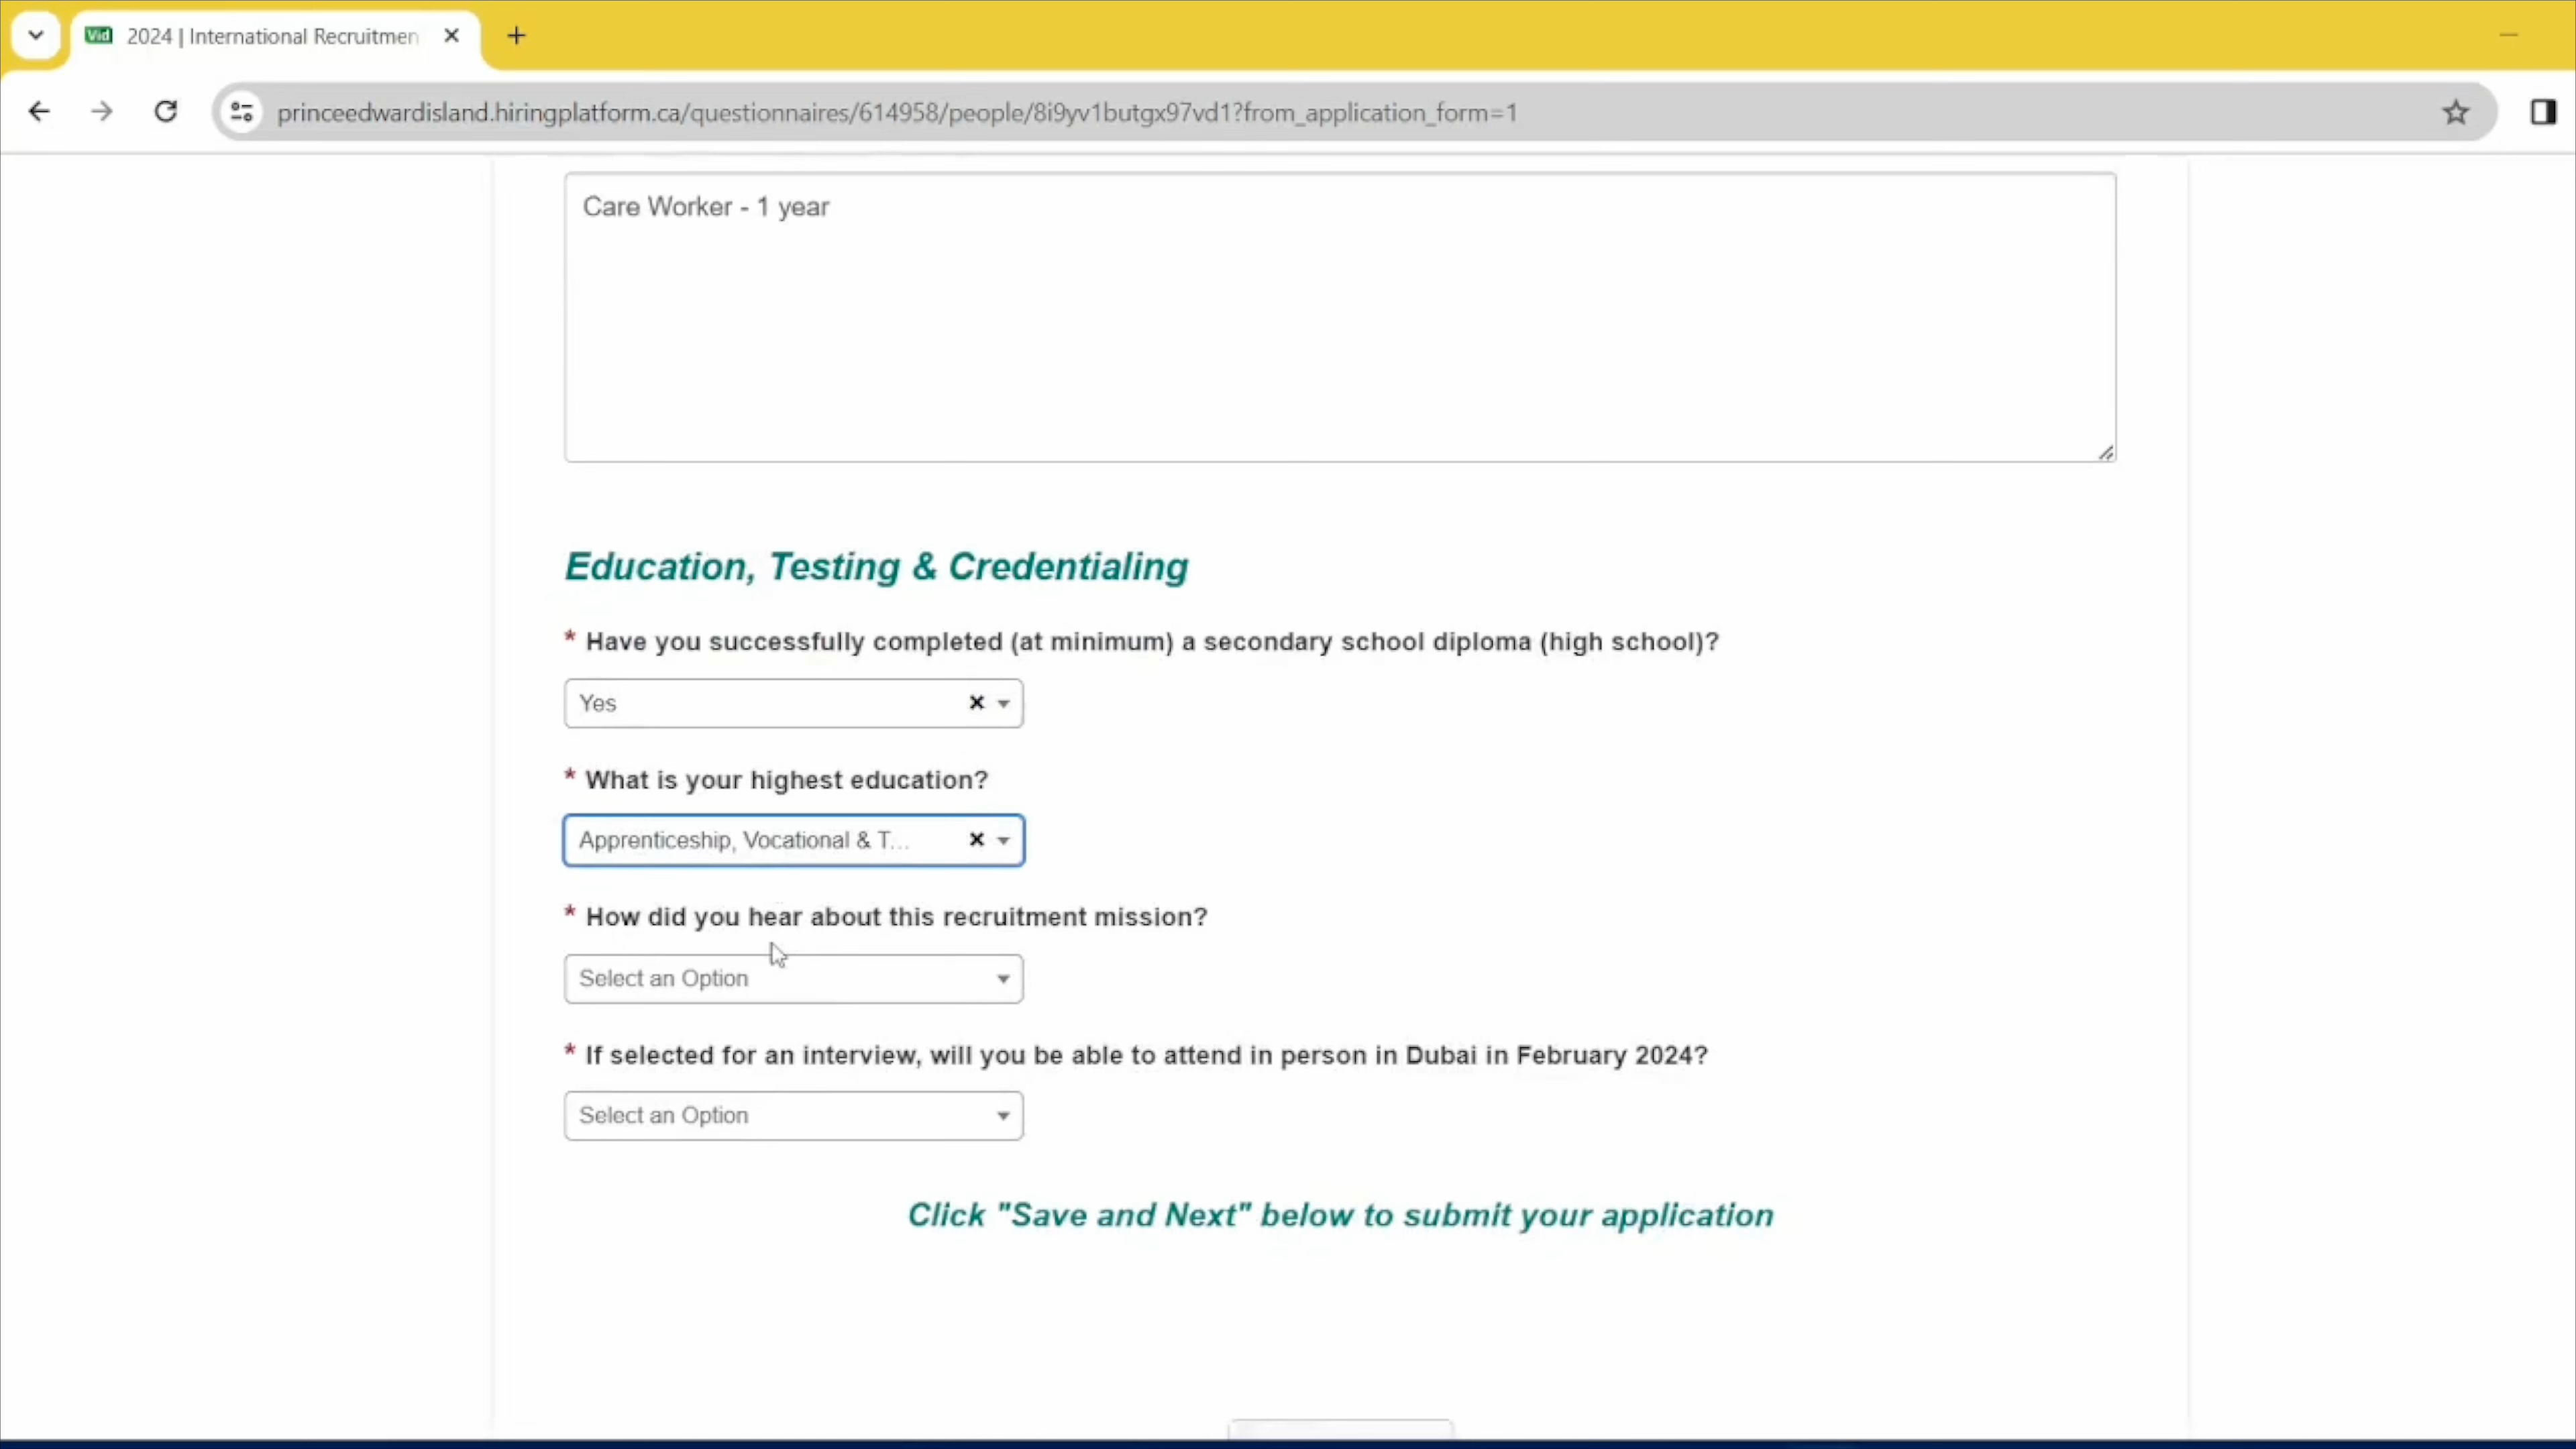 Vid 2024 | International Recruitmen
princeedwardisland.hiringplatform.ca/questionnaires/614958/people/8i9yv1butgx97vd1?from_application_form=1
Care Worker - 1 year
Education, Testing & Credentialing
* Have you successfully completed (at minimum) a secondary school diploma (high school)?
Yes
* What is your highest education?
Apprenticeship, Vocational & T...
* How did you hear about this recruitment mission?
Select an Option
* If selected for an interview, will you be able to attend in person in Dubai in February 2024?
Select an Option
Click "Save and Next" below to submit your application